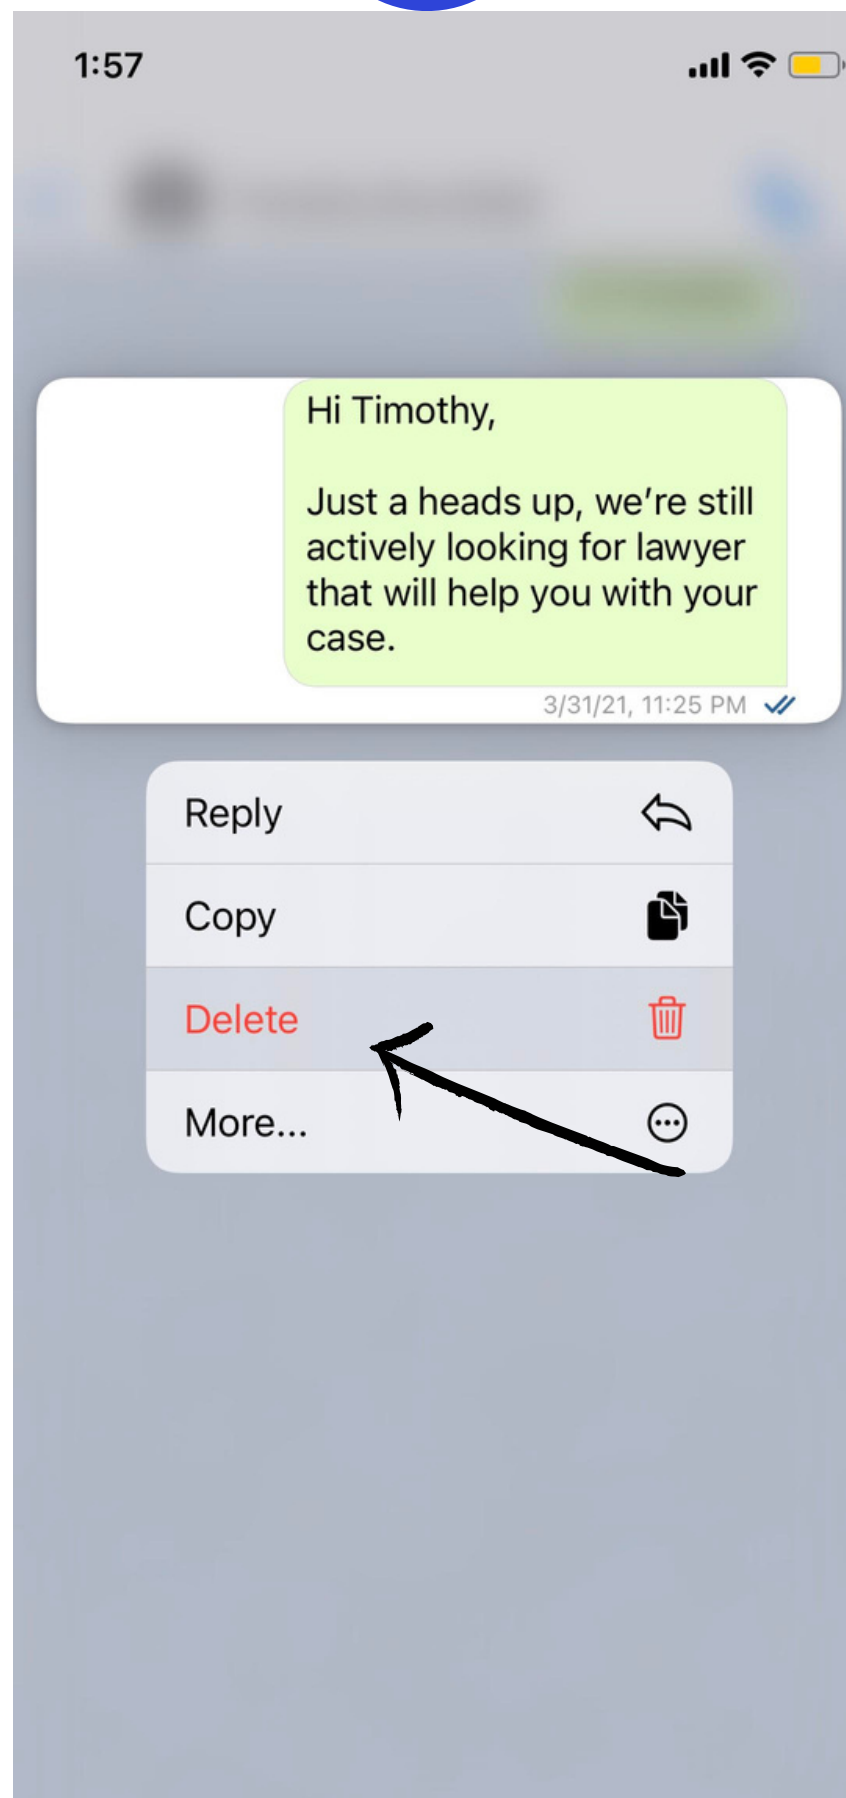 1:57
Hi Timothy,
Just a heads up, we're still
actively looking for lawyer
that will help you with your
case.
3/31/21, 11:25 PM
Reply
Copy
Delete
More...